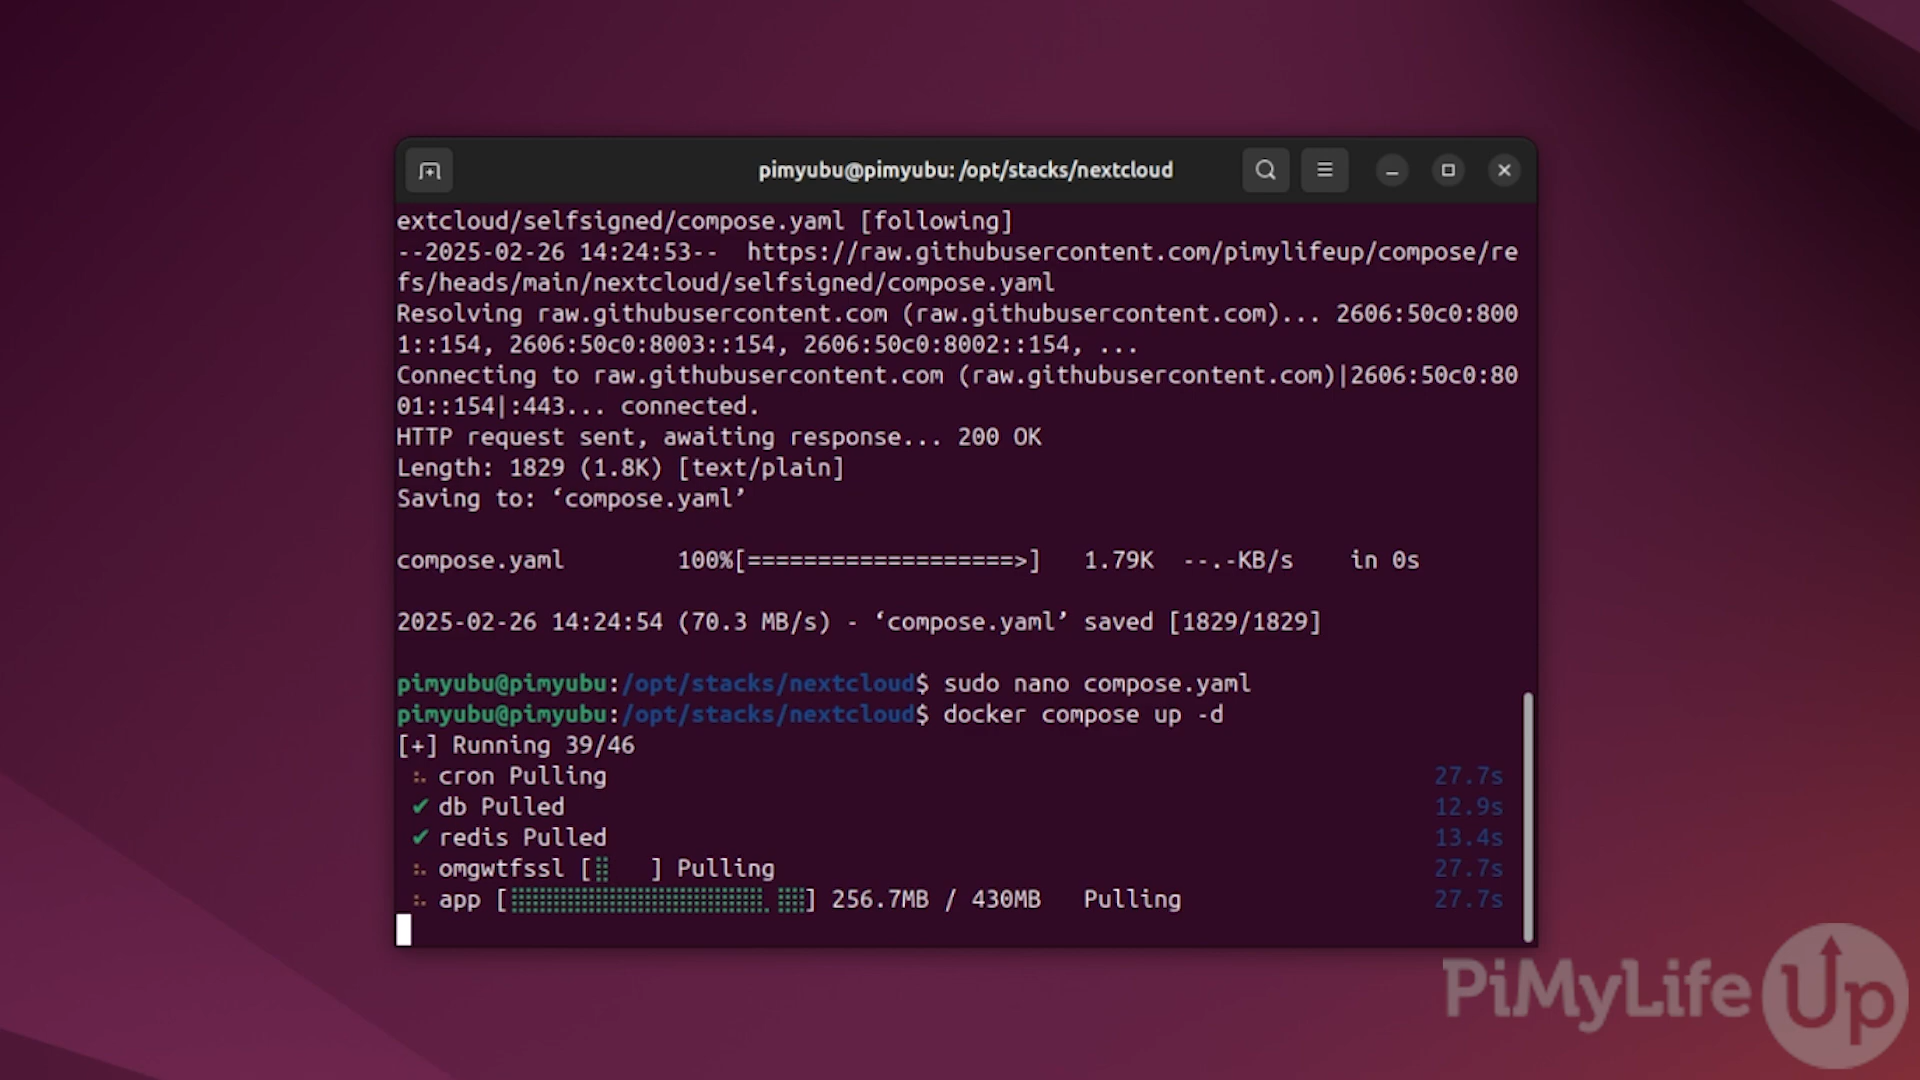 pimyubu@pimyubu: /opt/stacks/nextcloud
extcloud/selfsigned/compose.yaml [following]
--2025-02-26 14:24:53--  https://raw.githubusercontent.com/pimylifeup/compose/re
fs/heads/main/nextcloud/selfsigned/compose.yaml
Resolving raw.githubusercontent.com (raw.githubusercontent.com)... 2606:50c0:800
1::154, 2606:50c0:8003::154, 2606:50c0:8002::154, ...
Connecting to raw.githubusercontent.com (raw.githubusercontent.com)|2606:50c0:80
01::154|:443... connected.
HTTP request sent, awaiting response... 200 OK
Length: 1829 (1.8K) [text/plain]
Saving to: ‘compose.yaml’
compose.yaml        100%[===================>]   1.79K  --.-KB/s    in 0s
2025-02-26 14:24:54 (70.3 MB/s) - ‘compose.yaml’ saved [1829/1829]
pimyubu@pimyubu:/opt/stacks/nextcloud$ sudo nano compose.yaml
pimyubu@pimyubu:/opt/stacks/nextcloud$ docker compose up -d
[+] Running 39/46
cron Pulling 27.7s
✔ db Pulled 12.9s
✔ redis Pulled 13.4s
omgwtfssl [⣿   ] Pulling 27.7s
app [⣿⣿⣿⣿⣿⣿⣿⣿⣿⣿⣿⣿⣿⣿⣿⣿⣿⣿⡀⣿⣿] 256.7MB / 430MB   Pulling 27.7s
PiMyLifeUp